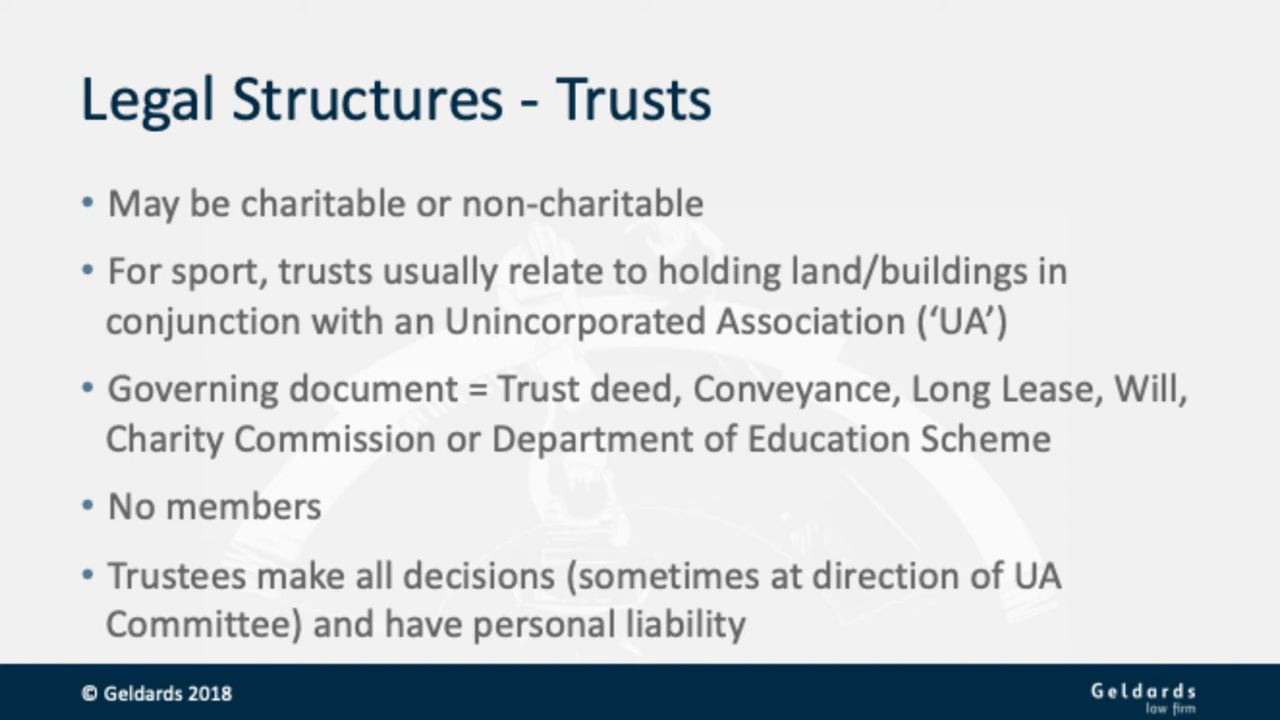 Legal Structures - Trusts
• May be charitable or non-charitable
• For sport, trusts usually relate to holding land/buildings in
conjunction with an Unincorporated Association (‘UA’)
• Governing document = Trust deed, Conveyance, Long Lease, Will,
Charity Commission or Department of Education Scheme
• No members
• Trustees make all decisions (sometimes at direction of UA
Committee) and have personal liability
© Geldards 2018
Geldards
law firm